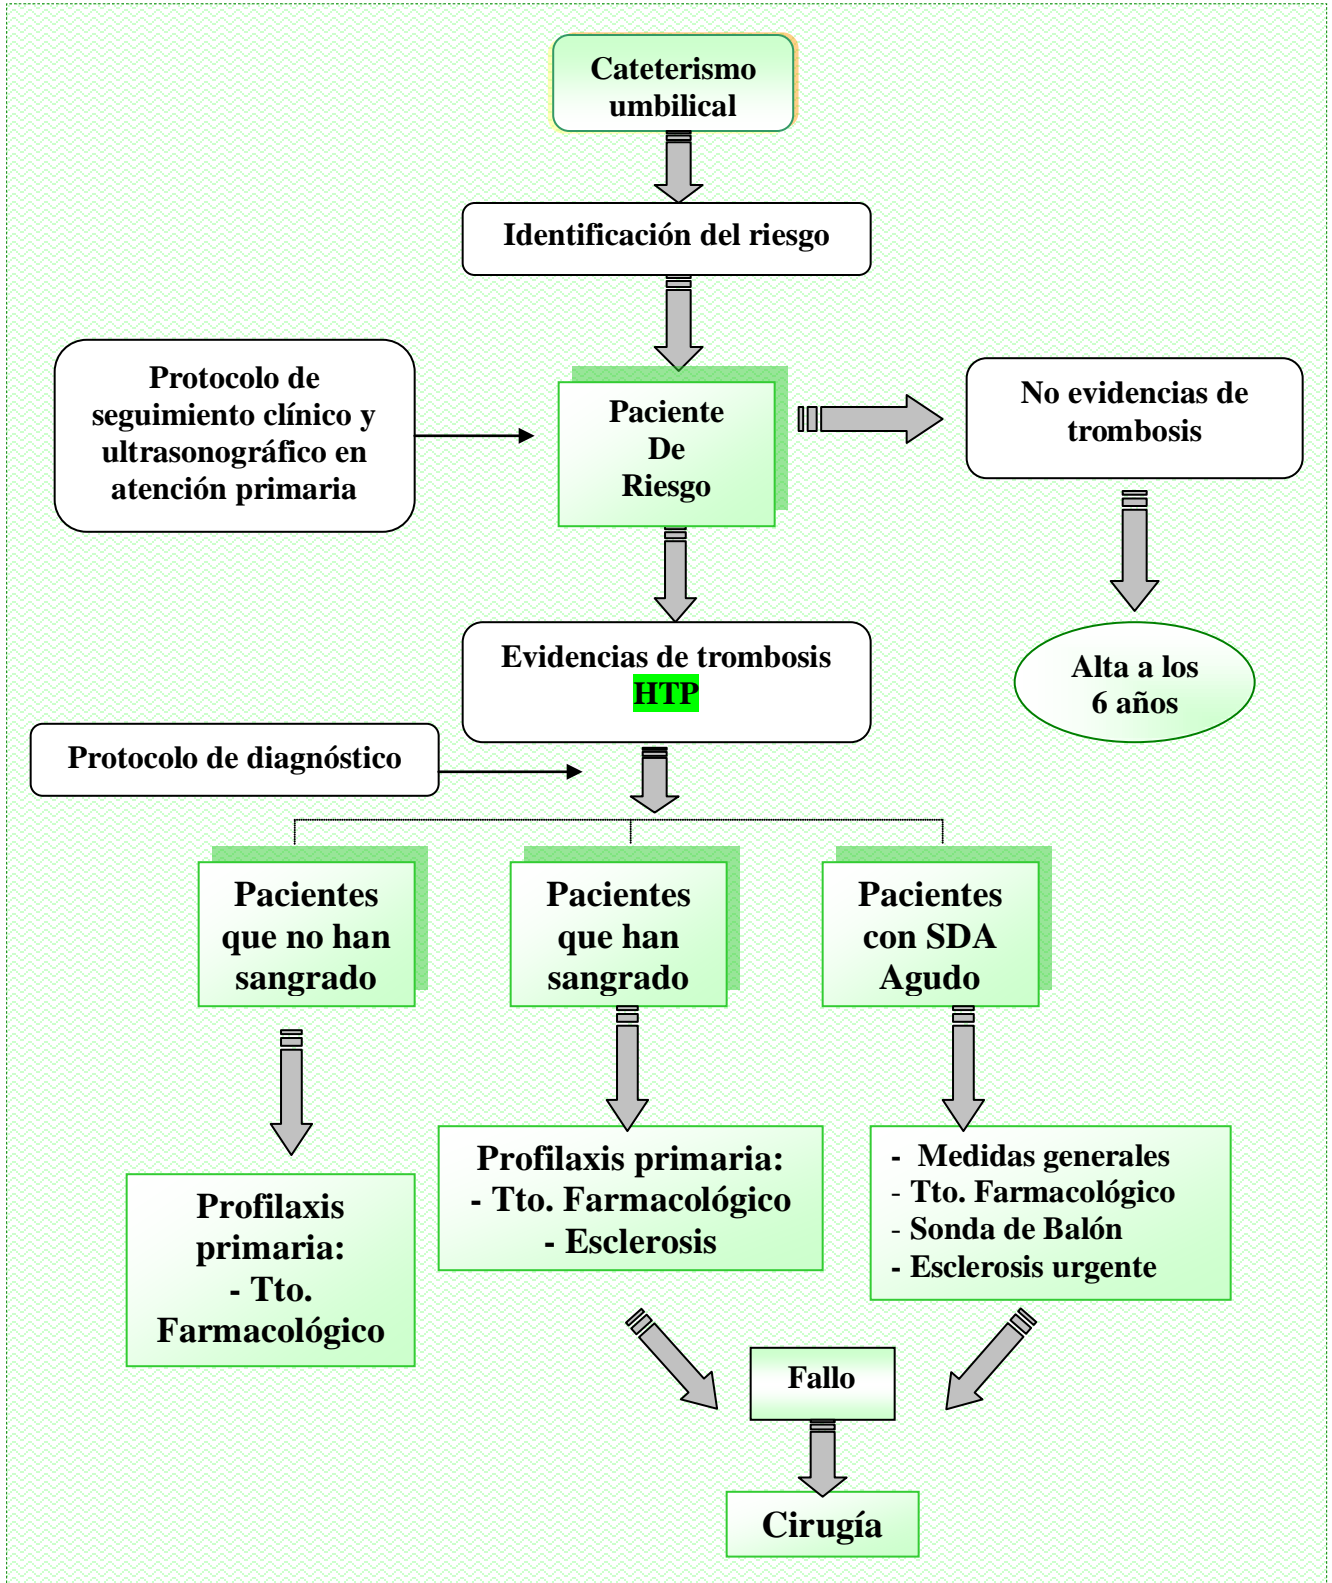 Cateterismo
umbilical
Identificación del riesgo
Protocolo de
seguimiento clínico y
ultrasonográfico en
atención primaria
Paciente
De
Riesgo
No evidencias de
trombosis
Evidencias de trombosis
HTP
Alta a los
6 años
Protocolo de diagnóstico
Pacientes
que no han
sangrado
Pacientes
que han
sangrado
Pacientes
con SDA
Agudo
Profilaxis
primaria:
- Tto.
Farmacológico
Profilaxis primaria:
- Tto. Farmacológico
- Esclerosis
- Medidas generales
- Tto. Farmacológico
- Sonda de Balón
- Esclerosis urgente
Fallo
Cirugía